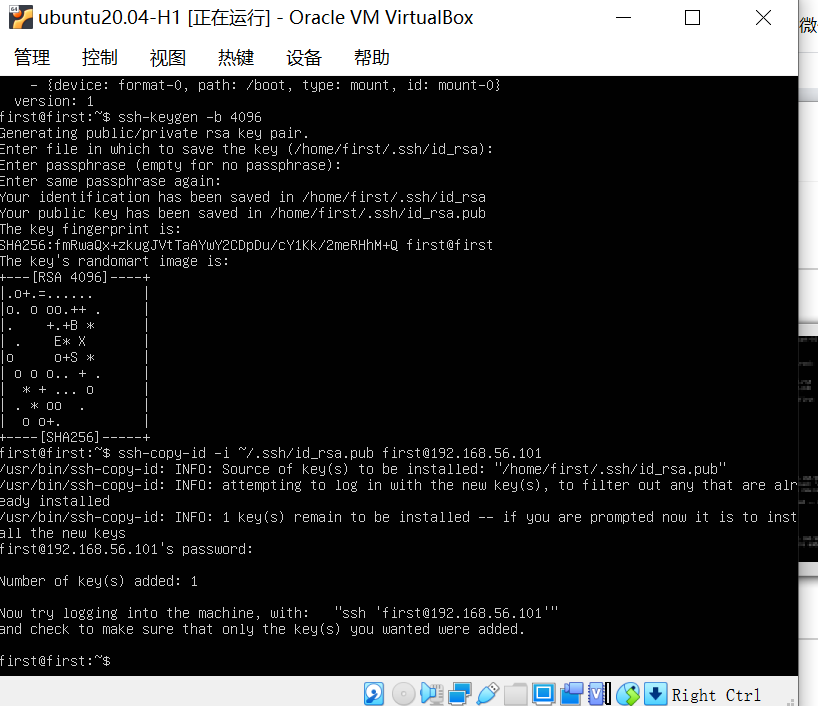 ubuntu20.04-H1 [正在运行] - Oracle VM VirtualBox
管理 控制 视图 热键 设备 帮助
- {device: format-0, path: /boot, type: mount, id: mount-0}
version: 1
first@first:~$ ssh-keygen -b 4096
Generating public/private rsa key pair.
Enter file in which to save the key (/home/first/.ssh/id_rsa):
Enter passphrase (empty for no passphrase):
Enter same passphrase again:
Your identification has been saved in /home/first/.ssh/id_rsa
Your public key has been saved in /home/first/.ssh/id_rsa.pub
The key fingerprint is:
SHA256:fmRwaQx+zkugJVtTaAYwY2CDpDu/cY1Kk/2meRHhM+Q first@first
The key's randomart image is:
+---[RSA 4096]----+
|.o+.=......      |
|o. o oo.++ .     |
|.    +.+B *      |
| .    E* X       |
|o     o+S *      |
| o o o.. + .     |
|  * + ... o      |
| . * oo  .       |
|  o o+.          |
+----[SHA256]-----+
first@first:~$ ssh-copy-id -i ~/.ssh/id_rsa.pub first@192.168.56.101
/usr/bin/ssh-copy-id: INFO: Source of key(s) to be installed: "/home/first/.ssh/id_rsa.pub"
/usr/bin/ssh-copy-id: INFO: attempting to log in with the new key(s), to filter out any that are alr
eady installed
/usr/bin/ssh-copy-id: INFO: 1 key(s) remain to be installed -- if you are prompted now it is to inst
all the new keys
first@192.168.56.101's password:
Number of key(s) added: 1
Now try logging into the machine, with:   "ssh 'first@192.168.56.101'"
and check to make sure that only the key(s) you wanted were added.
first@first:~$
Right Ctrl
微